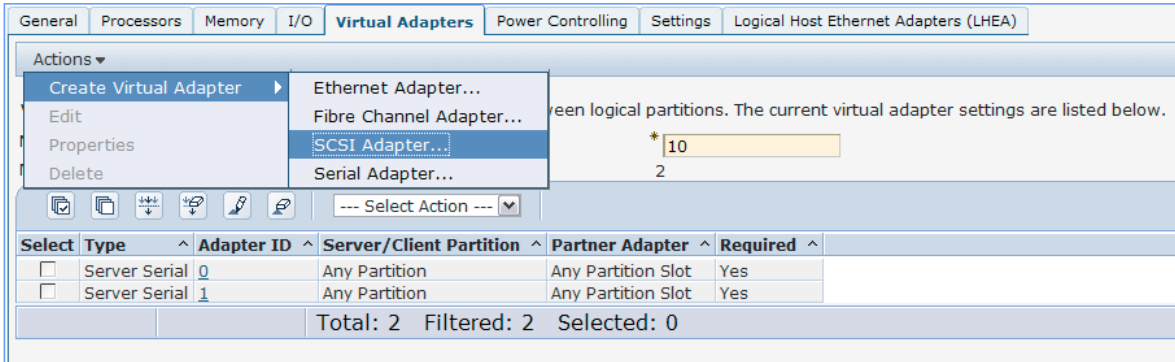 General Processors Memory I/O Virtual Adapters Power Controlling Settings Logical Host Ethernet Adapters (LHEA)
Actions
Create Virtual Adapter Ethernet Adapter...
Edit Fibre Channel Adapter... een logical partitions. The current virtual adapter settings are listed below.
Properties SCSI Adapter... * 10
Delete Serial Adapter... 2
--- Select Action ---
Select Type ^ Adapter ID ^ Server/Client Partition ^ Partner Adapter ^ Required ^
Server Serial 0 Any Partition Any Partition Slot Yes
Server Serial 1 Any Partition Any Partition Slot Yes
Total: 2 Filtered: 2 Selected: 0